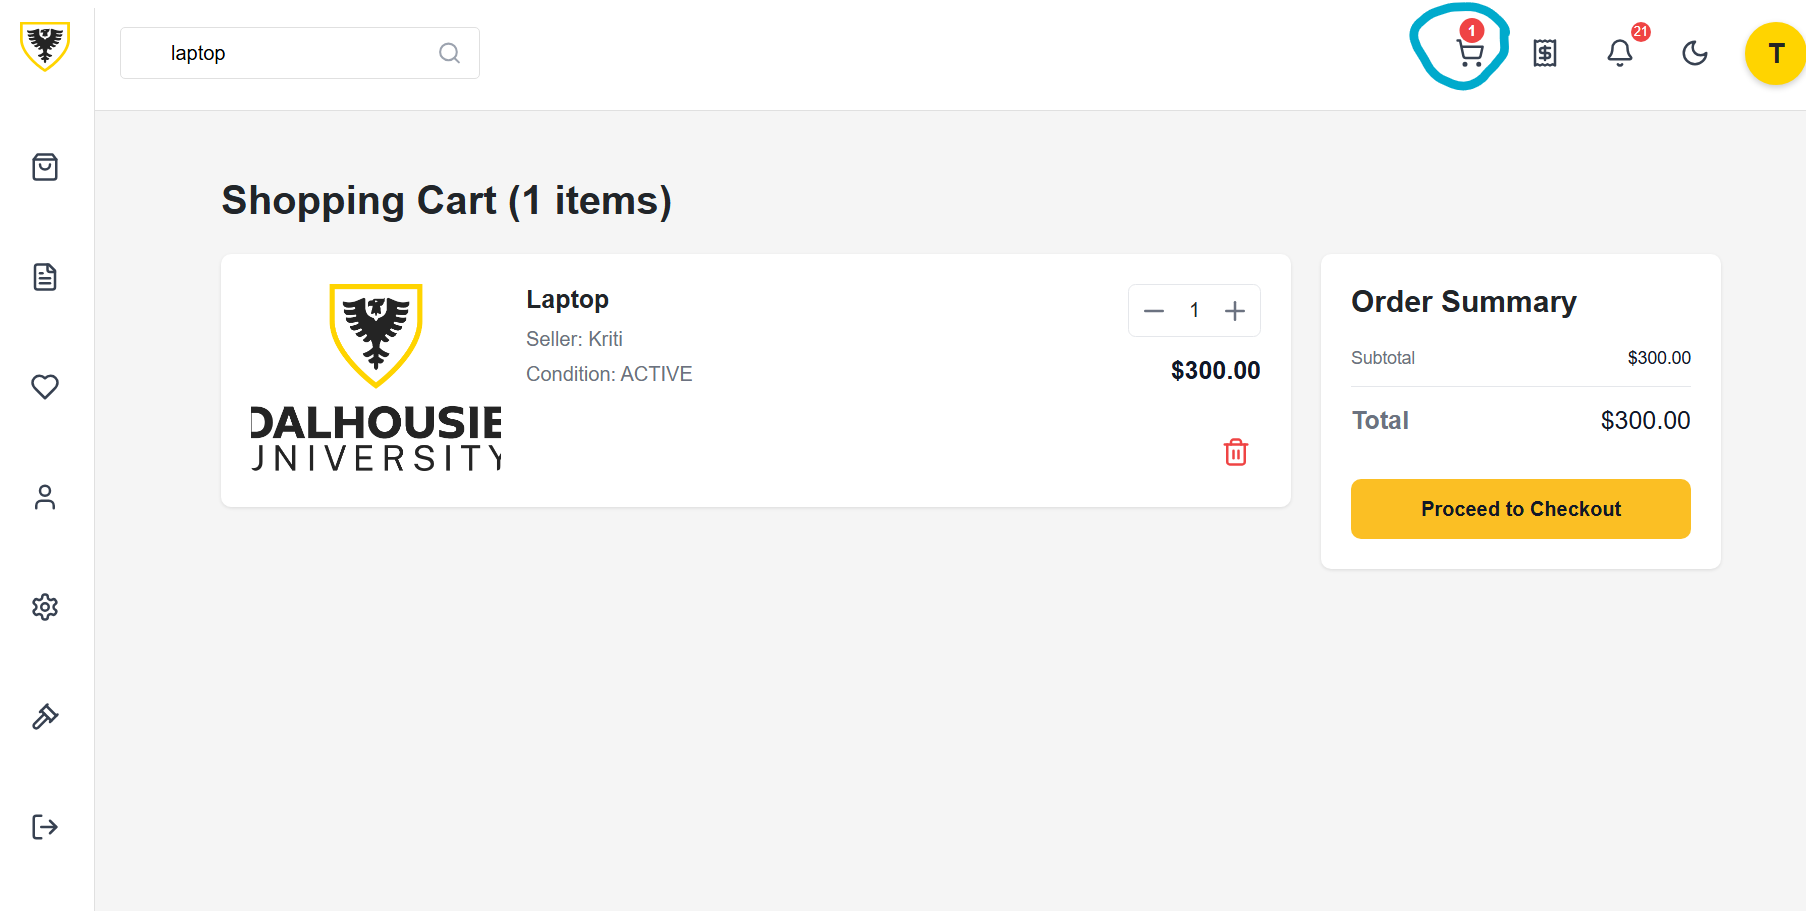 laptop
1
21
T
Shopping Cart (1 items)
Laptop
Seller: Kriti
Condition: ACTIVE
1
$300.00
DALHOUSIE
UNIVERSITY
Order Summary
Subtotal $300.00
Total $300.00
Proceed to Checkout